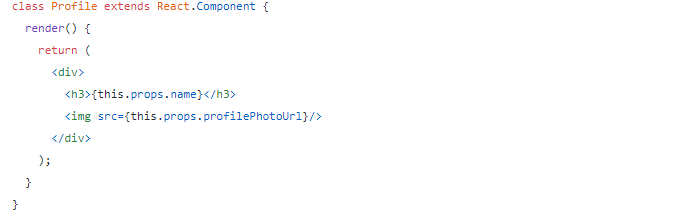 class Profile extends React.Component {
  render() {
    return (
      <div>
        <h3>{this.props.name}</h3>
        <img src={this.props.profilePhotoUrl}/>
      </div>
    );
  }
}